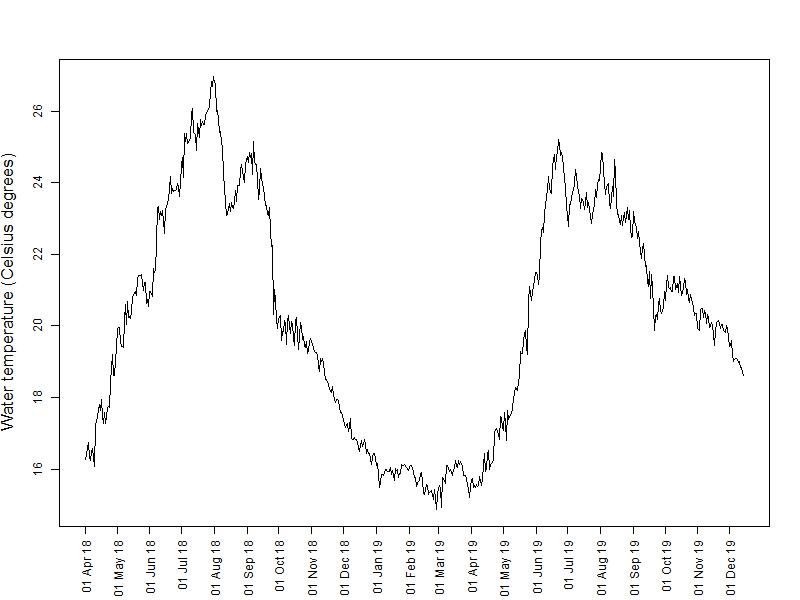 Water temperature (Celsius degrees)
26
24
22
20
18
16
01 Apr 18
01 May 18
01 Jun 18
01 Jul 18
01 Aug 18
01 Sep 18
01 Oct 18
01 Nov 18
01 Dec 18
01 Jan 19
01 Feb 19
01 Mar 19
01 Apr 19
01 May 19
01 Jun 19
01 Jul 19
01 Aug 19
01 Sep 19
01 Oct 19
01 Nov 19
01 Dec 19